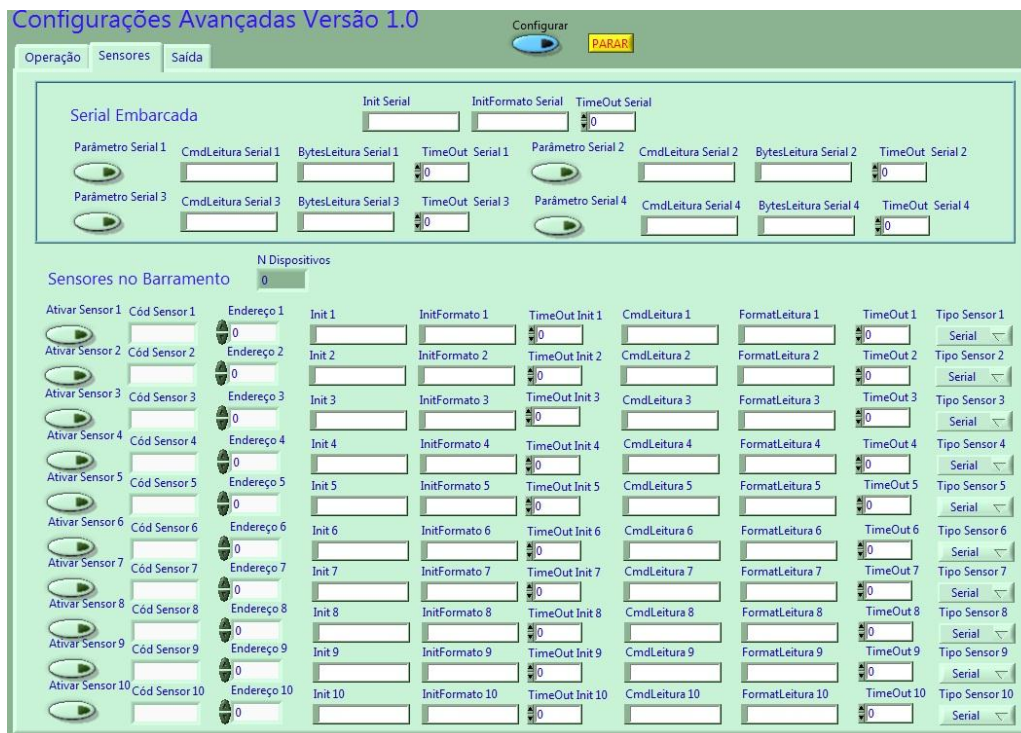 Configurações Avançadas Versão 1.0
Configurar
PARAR
Operação Sensores Saída
Serial Embarcada
Init Serial InitFormato Serial TimeOut Serial
0
Parâmetro Serial 1 CmdLeitura Serial 1 BytesLeitura Serial 1 TimeOut Serial 1 Parâmetro Serial 2 CmdLeitura Serial 2 BytesLeitura Serial 2 TimeOut Serial 2
0 0
Parâmetro Serial 3 CmdLeitura Serial 3 BytesLeitura Serial 3 TimeOut Serial 3 Parâmetro Serial 4 CmdLeitura Serial 4 BytesLeitura Serial 4 TimeOut Serial 4
0 0
Sensores no Barramento
N Dispositivos
0
Ativar Sensor 1 Cód Sensor 1 Endereço 1 Init 1 InitFormato 1 TimeOut Init 1 CmdLeitura 1 FormatLeitura 1 TimeOut 1 Tipo Sensor 1
0 0 0 Serial
Ativar Sensor 2 Cód Sensor 2 Endereço 2 Init 2 InitFormato 2 TimeOut Init 2 CmdLeitura 2 FormatLeitura 2 TimeOut 2 Tipo Sensor 2
0 0 0 Serial
Ativar Sensor 3 Cód Sensor 3 Endereço 3 Init 3 InitFormato 3 TimeOut Init 3 CmdLeitura 3 FormatLeitura 3 TimeOut 3 Tipo Sensor 3
0 0 0 Serial
Ativar Sensor 4 Cód Sensor 4 Endereço 4 Init 4 InitFormato 4 TimeOut Init 4 CmdLeitura 4 FormatLeitura 4 TimeOut 4 Tipo Sensor 4
0 0 0 Serial
Ativar Sensor 5 Cód Sensor 5 Endereço 5 Init 5 InitFormato 5 TimeOut Init 5 CmdLeitura 5 FormatLeitura 5 TimeOut 5 Tipo Sensor 5
0 0 0 Serial
Ativar Sensor 6 Cód Sensor 6 Endereço 6 Init 6 InitFormato 6 TimeOut Init 6 CmdLeitura 6 FormatLeitura 6 TimeOut 6 Tipo Sensor 6
0 0 0 Serial
Ativar Sensor 7 Cód Sensor 7 Endereço 7 Init 7 InitFormato 7 TimeOut Init 7 CmdLeitura 7 FormatLeitura 7 TimeOut 7 Tipo Sensor 7
0 0 0 Serial
Ativar Sensor 8 Cód Sensor 8 Endereço 8 Init 8 InitFormato 8 TimeOut Init 8 CmdLeitura 8 FormatLeitura 8 TimeOut 8 Tipo Sensor 8
0 0 0 Serial
Ativar Sensor 9 Cód Sensor 9 Endereço 9 Init 9 InitFormato 9 TimeOut Init 9 CmdLeitura 9 FormatLeitura 9 TimeOut 9 Tipo Sensor 9
0 0 0 Serial
Ativar Sensor 10 Cód Sensor 10 Endereço 10 Init 10 InitFormato 10 TimeOut Init 10 CmdLeitura 10 FormatLeitura 10 TimeOut 10 Tipo Sensor 10
0 0 0 Serial